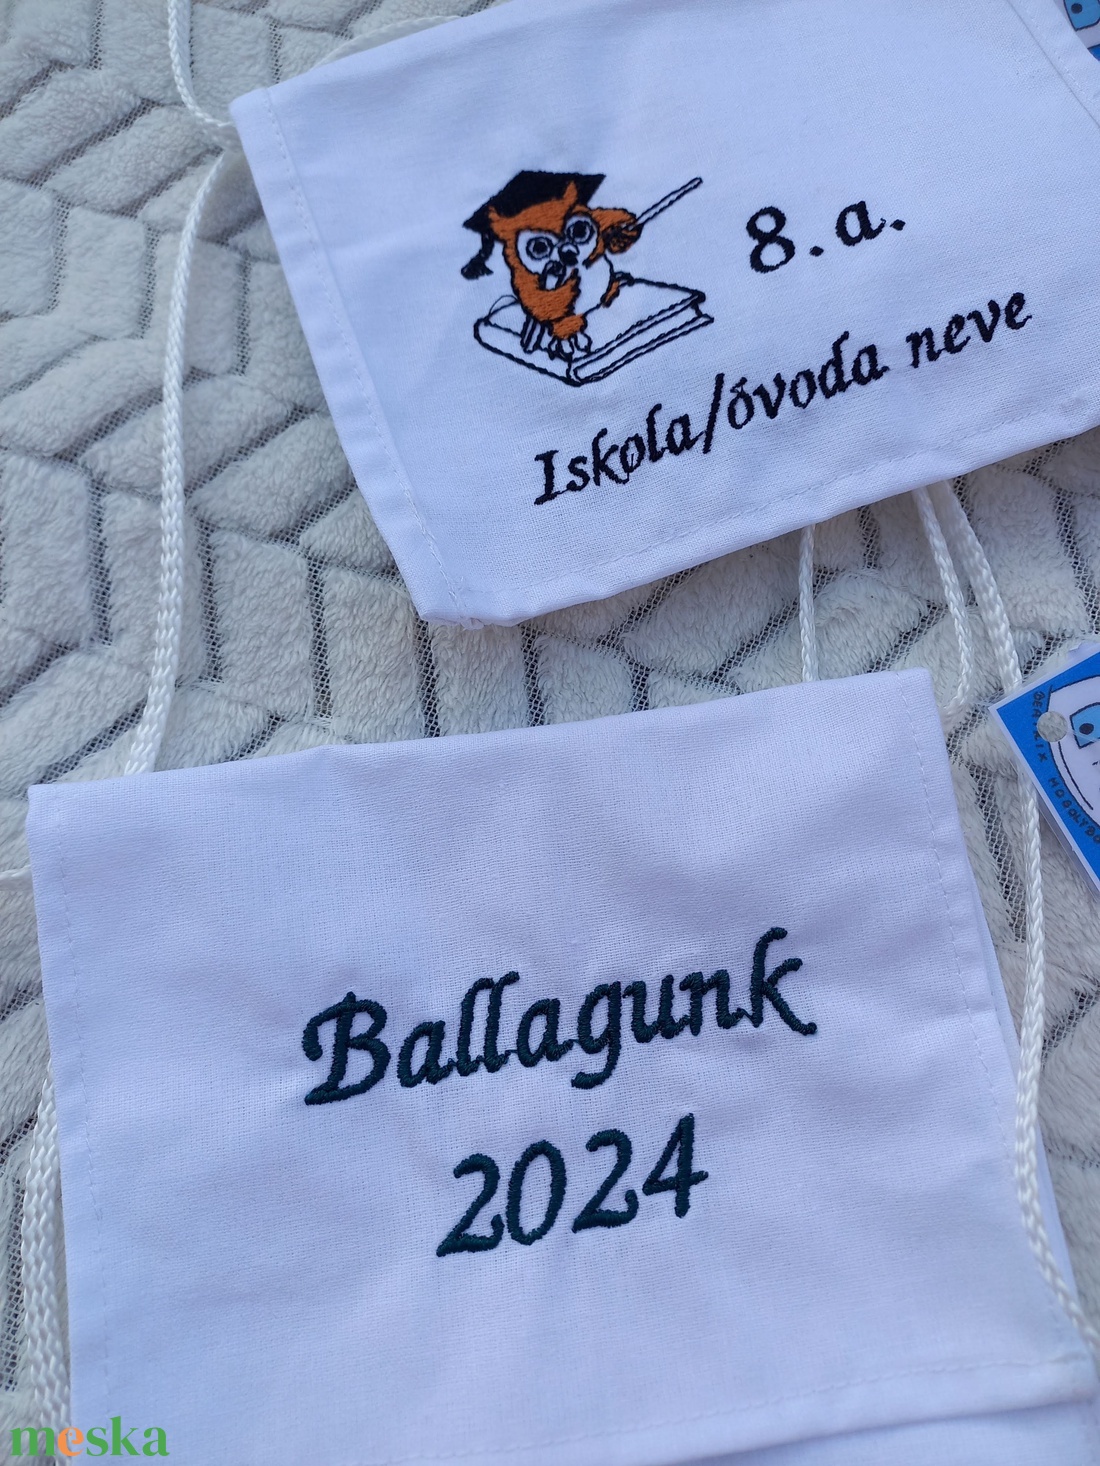 8.a.
Iskola/óvoda neve
Ballagunk
2024
meska